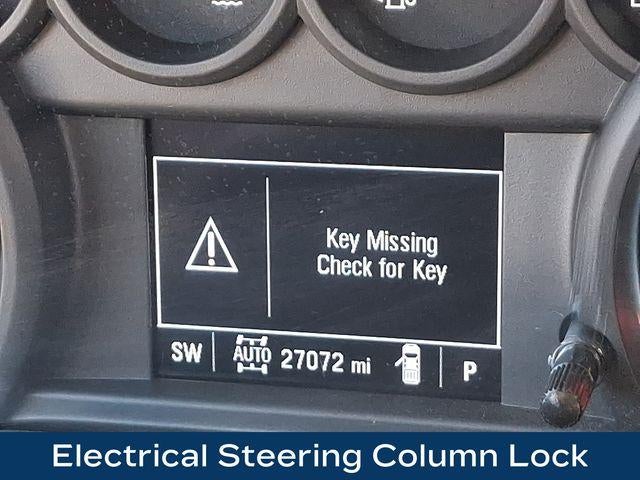 Key Missing
Check for Key
SW AUTO 27072 mi P
Electrical Steering Column Lock